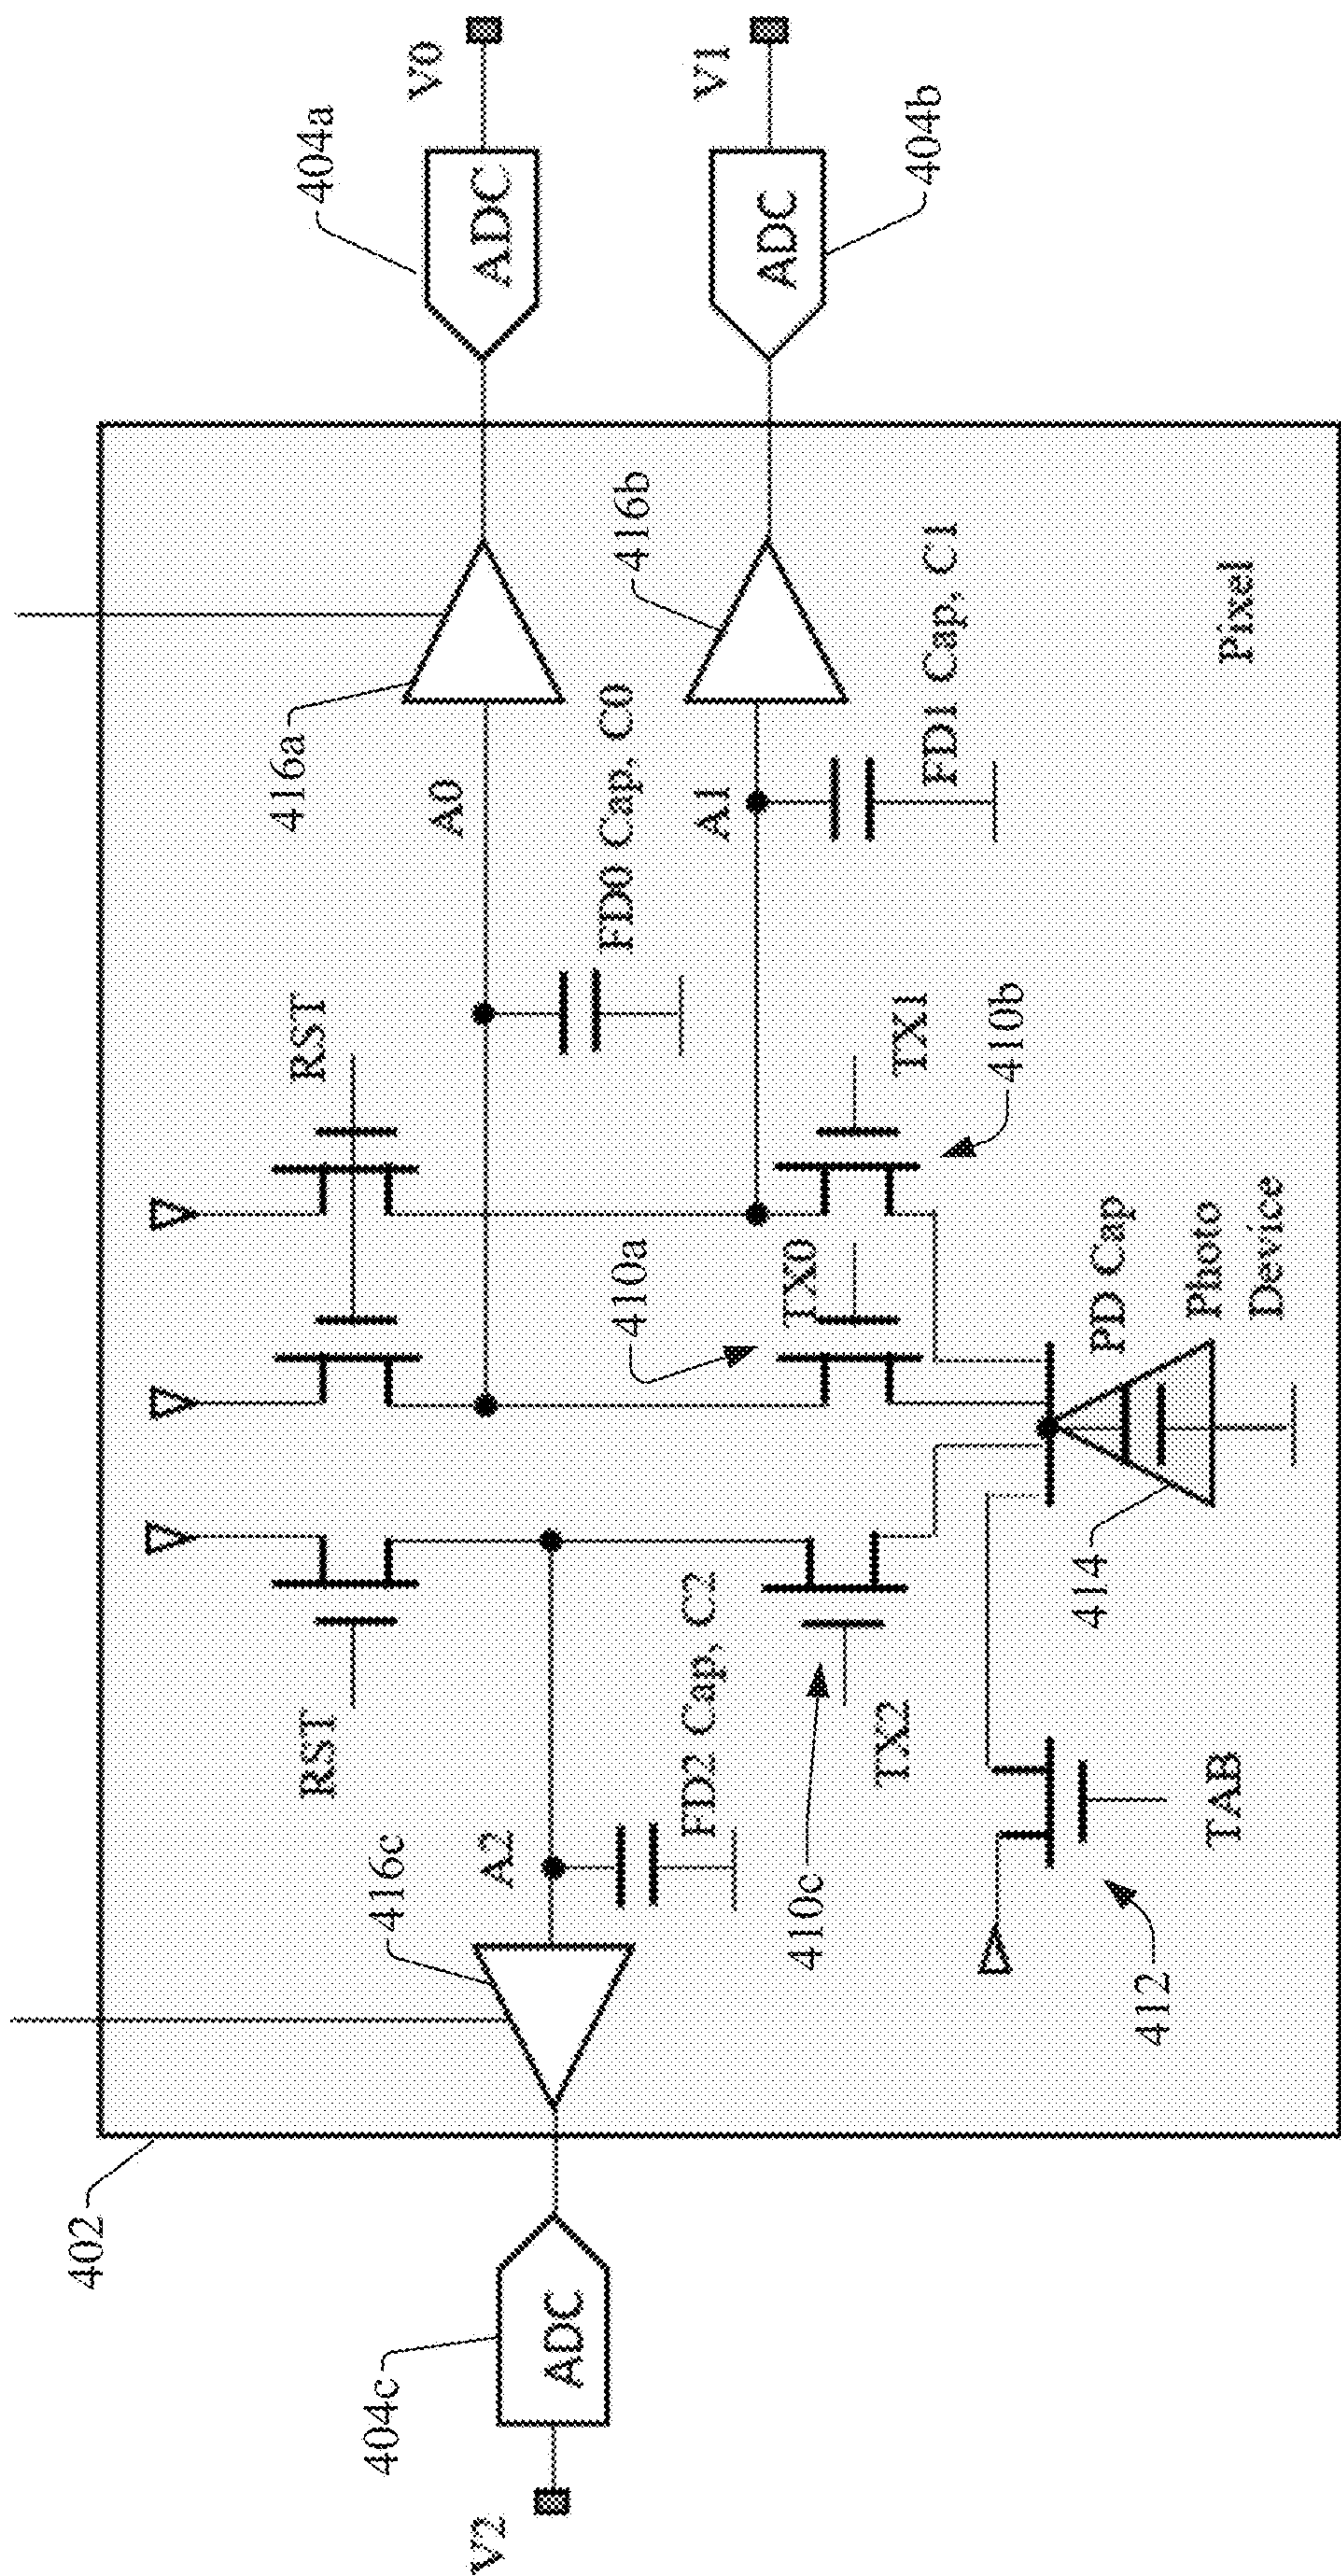 402
404c
ADC
V2
416c
A2
FD2 Cap, C2
RST
410c
TX2
412
TAB
414
RST
410a
TX0
TX1
410b
PD Cap
Photo
Device
416a
A0
FD0 Cap, C0
416b
A1
FD1 Cap, C1
Pixel
404a
ADC
V0
404b
ADC
V1